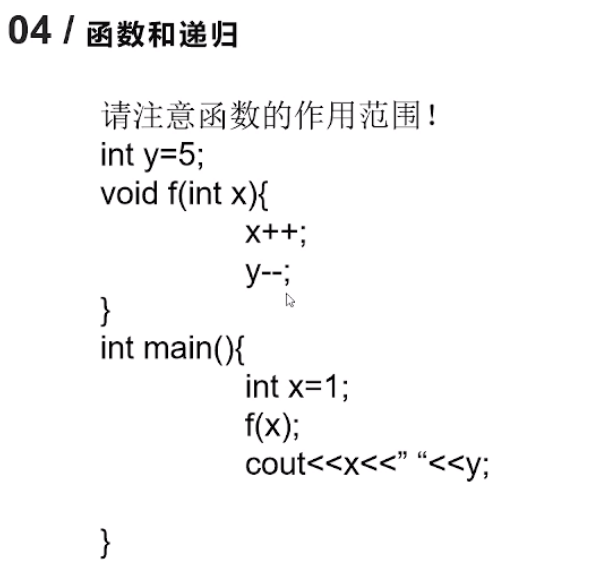 04 / 函数和递归
请注意函数的作用范围！
int y=5;
void f(int x){
x++;
y--;
}
int main(){
int x=1;
f(x);
cout<<x<<” “<<y;
}